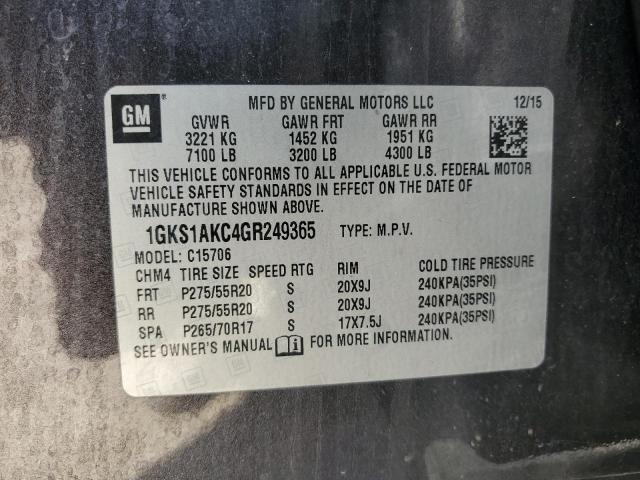 GM
MFD BY GENERAL MOTORS LLC 12/15
GVWR GAWR FRT GAWR RR
3221 KG 1452 KG 1951 KG
7100 LB 3200 LB 4300 LB
THIS VEHICLE CONFORMS TO ALL APPLICABLE U.S. FEDERAL MOTOR
VEHICLE SAFETY STANDARDS IN EFFECT ON THE DATE OF
MANUFACTURE SHOWN ABOVE.
1GKS1AKC4GR249365 TYPE: M.P.V.
MODEL: C15706
CHM4 TIRE SIZE SPEED RTG RIM COLD TIRE PRESSURE
FRT P275/55R20 S 20X9J 240KPA(35PSI)
RR P275/55R20 S 20X9J 240KPA(35PSI)
SPA P265/70R17 S 17X7.5J 240KPA(35PSI)
SEE OWNER'S MANUAL FOR MORE INFORMATION.